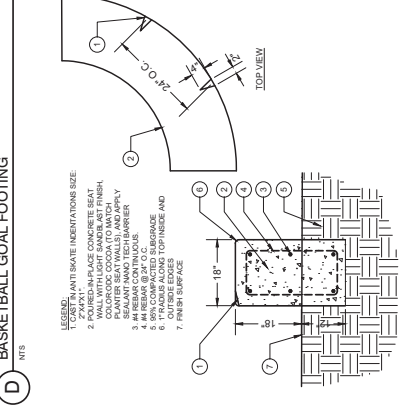 D
BASKETBALL GOAL FOOTING
NTS
LEGEND
1. CAST IN ANTI SKATE INDENTATIONS SIZE:
2"X4"X1"
2. POURED-IN-PLACE CONCRETE SEAT
WALL WITH LIGHT SANDBLAST FINISH,
COLOR:ODC COCOA (TO MATCH
PLANTER SEAT WALLS), AND APPLY
SEALANT: NANO TECH BARRIER
3. #4 REBAR CONTINUOUS.
4. #4 REBAR @ 24" O.C.
5. 95% COMPACTED SUBGRADE
6. 1" RADIUS ALONG TOP INSIDE AND
OUTSIDE EDGES
7. FINISH SURFACE
1
2
24" O.C.
4"
2"
TOP VIEW
1
18"
6
2
4
3
5
18"
12"
7